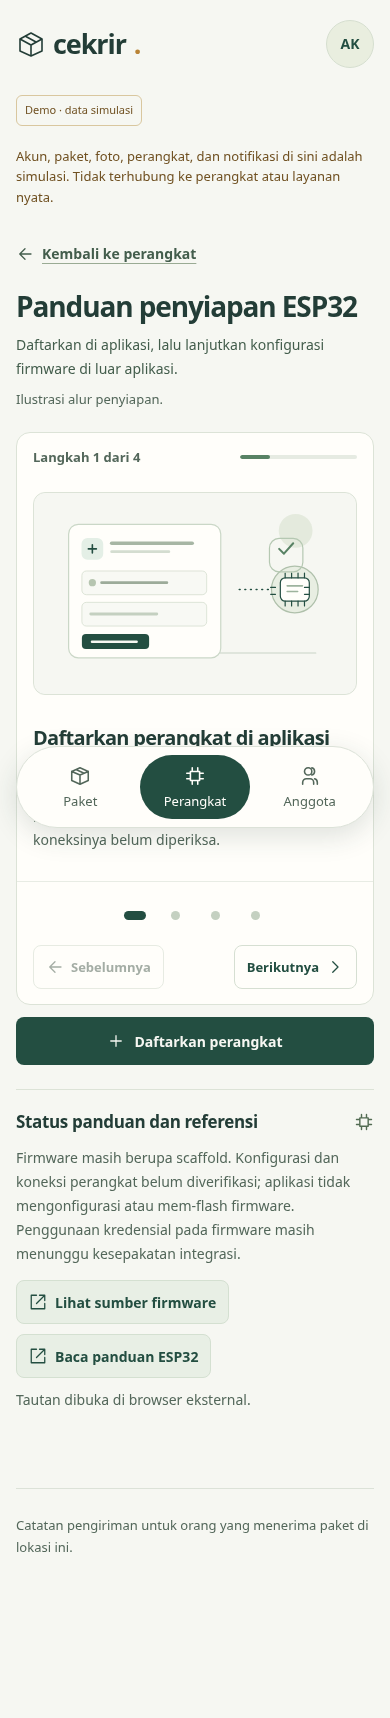 cekrir .
AK
Demo · data simulasi
Akun, paket, foto, perangkat, dan notifikasi di sini adalah
simulasi. Tidak terhubung ke perangkat atau layanan
nyata.
Kembali ke perangkat
Panduan penyiapan ESP32
Daftarkan di aplikasi, lalu lanjutkan konfigurasi
firmware di luar aplikasi.
Ilustrasi alur penyiapan.
Langkah 1 dari 4
Daftarkan perangkat di aplikasi
Paket
Perangkat
Anggota
koneksinya belum diperiksa.
Sebelumnya
Berikutnya
Daftarkan perangkat
Status panduan dan referensi
Firmware masih berupa scaffold. Konfigurasi dan
koneksi perangkat belum diverifikasi; aplikasi tidak
mengonfigurasi atau mem-flash firmware.
Penggunaan kredensial pada firmware masih
menunggu kesepakatan integrasi.
Lihat sumber firmware
Baca panduan ESP32
Tautan dibuka di browser eksternal.
Catatan pengiriman untuk orang yang menerima paket di
lokasi ini.